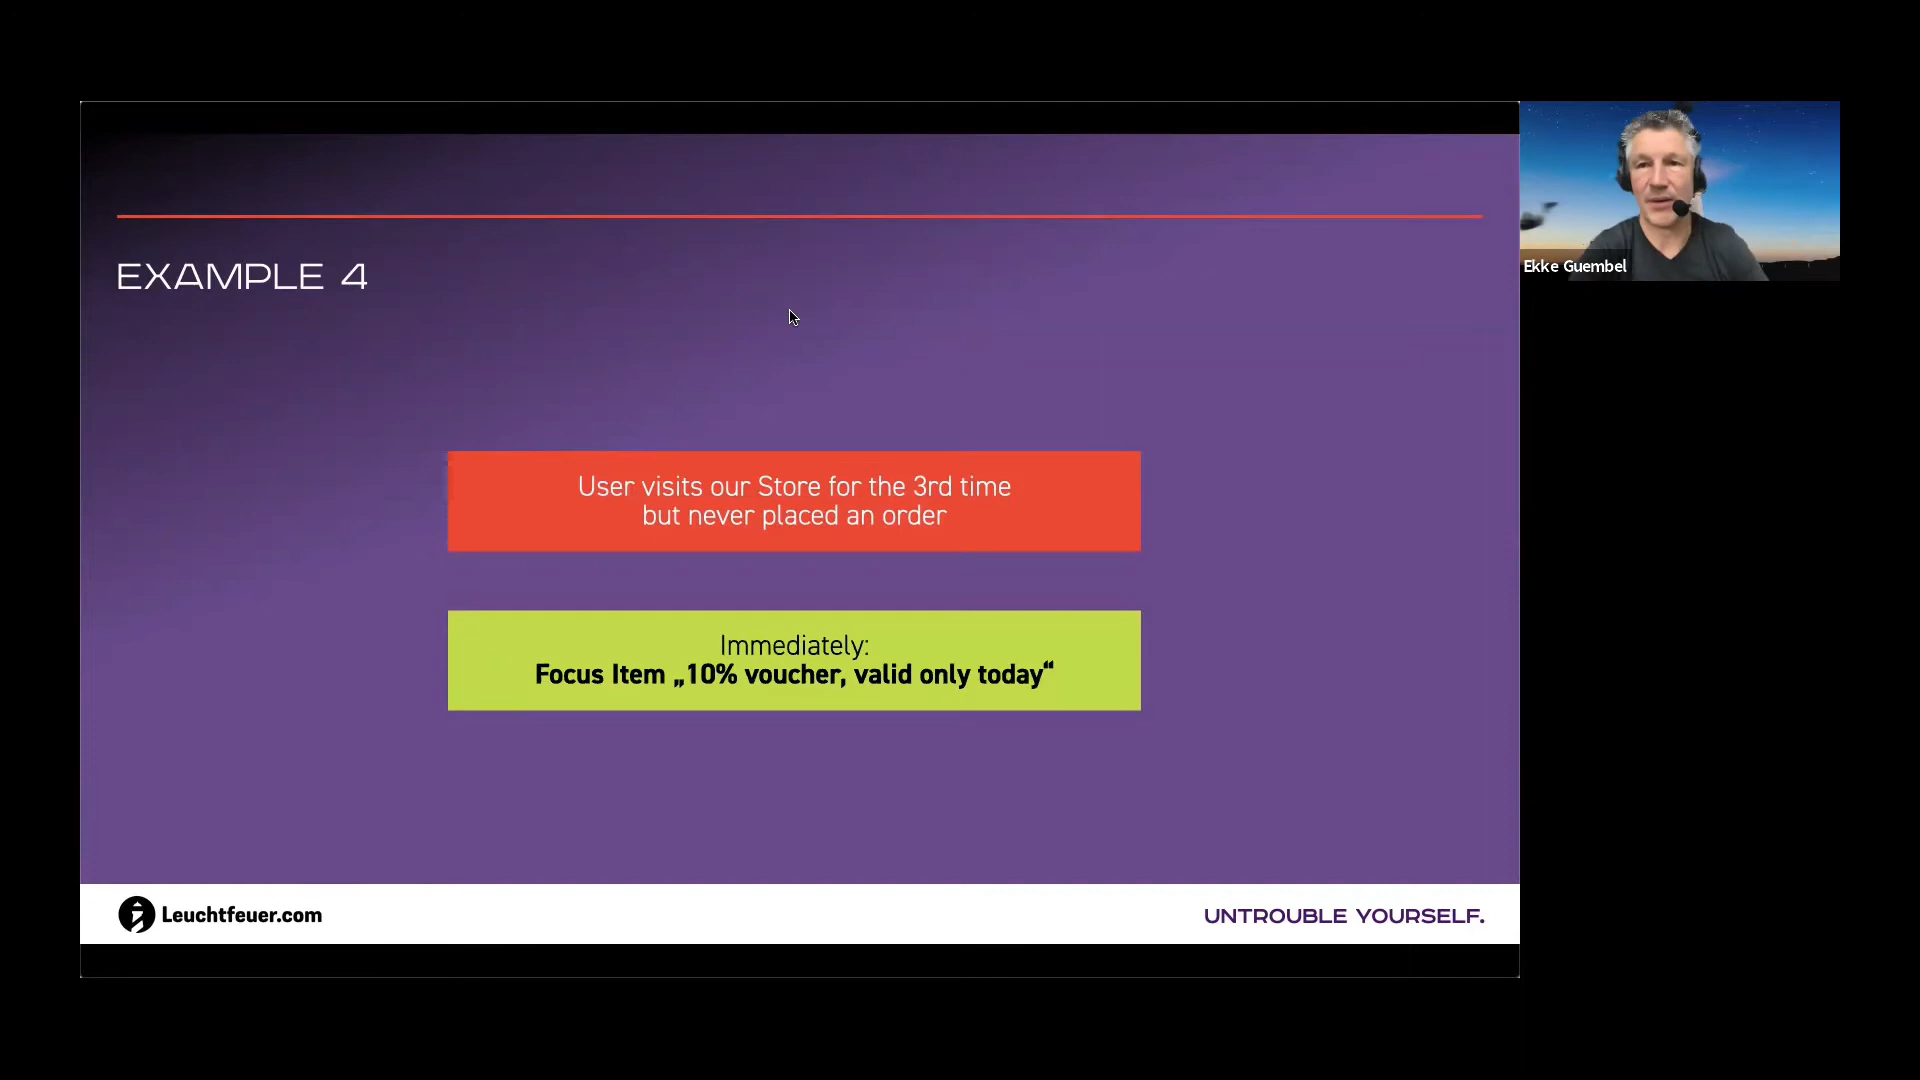 EXAMPLE 4
Ekke Guembel
User visits our Store for the 3rd time
but never placed an order
Immediately:
Focus Item „10% voucher, valid only today“
Leuchtfeuer.com
UNTROUBLE YOURSELF.